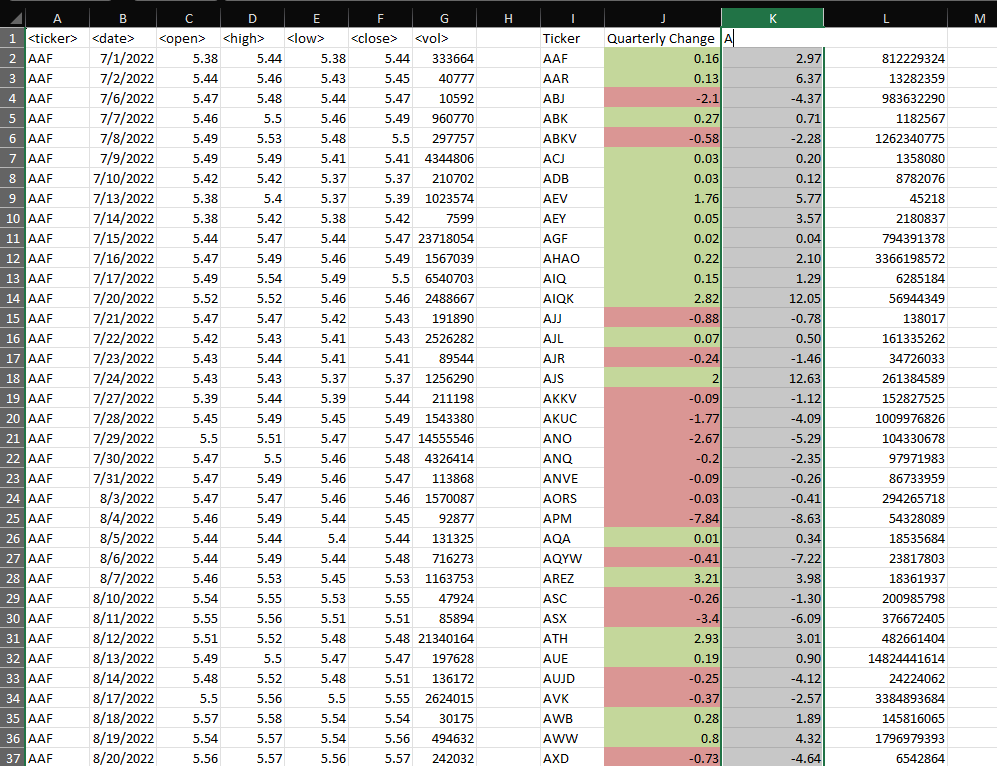 A B C D E F G H I J K L M
1 <ticker> <date> <open> <high> <low> <close> <vol> Ticker Quarterly Change A
2 AAF 7/1/2022 5.38 5.44 5.38 5.44 333664 AAF 0.16 2.97 812229324
3 AAF 7/2/2022 5.44 5.46 5.43 5.45 40777 AAR 0.13 6.37 13282359
4 AAF 7/6/2022 5.47 5.48 5.44 5.47 10592 ABJ -2.1 -4.37 983632290
5 AAF 7/7/2022 5.46 5.5 5.46 5.49 960770 ABK 0.27 0.71 1182567
6 AAF 7/8/2022 5.49 5.53 5.48 5.5 297757 ABKV -0.58 -2.28 1262340775
7 AAF 7/9/2022 5.49 5.49 5.41 5.41 4344806 ACJ 0.03 0.20 1358080
8 AAF 7/10/2022 5.42 5.42 5.37 5.37 210702 ADB 0.03 0.12 8782076
9 AAF 7/13/2022 5.38 5.4 5.37 5.39 1023574 AEV 1.76 5.77 45218
10 AAF 7/14/2022 5.38 5.42 5.38 5.42 7599 AEY 0.05 3.57 2180837
11 AAF 7/15/2022 5.44 5.47 5.44 5.47 23718054 AGF 0.02 0.04 794391378
12 AAF 7/16/2022 5.47 5.49 5.46 5.49 1567039 AHAO 0.22 2.10 3366198572
13 AAF 7/17/2022 5.49 5.54 5.49 5.5 6540703 AIQ 0.15 1.29 6285184
14 AAF 7/20/2022 5.52 5.52 5.46 5.46 2488667 AIQK 2.82 12.05 56944349
15 AAF 7/21/2022 5.47 5.47 5.42 5.43 191890 AJJ -0.88 -0.78 138017
16 AAF 7/22/2022 5.42 5.43 5.41 5.43 2526282 AJL 0.07 0.50 161335262
17 AAF 7/23/2022 5.43 5.44 5.41 5.41 89544 AJR -0.24 -1.46 34726033
18 AAF 7/24/2022 5.43 5.43 5.37 5.37 1256290 AJS 2 12.63 261384589
19 AAF 7/27/2022 5.39 5.44 5.39 5.44 211198 AKKV -0.09 -1.12 152827525
20 AAF 7/28/2022 5.45 5.49 5.45 5.49 1543380 AKUC -1.77 -4.09 1009976826
21 AAF 7/29/2022 5.5 5.51 5.47 5.47 14555546 ANO -2.67 -5.29 104330678
22 AAF 7/30/2022 5.47 5.5 5.46 5.48 4326414 ANQ -0.2 -2.35 97971983
23 AAF 7/31/2022 5.47 5.49 5.46 5.47 113868 ANVE -0.09 -0.26 86733959
24 AAF 8/3/2022 5.47 5.47 5.46 5.46 1570087 AORS -0.03 -0.41 294265718
25 AAF 8/4/2022 5.46 5.49 5.44 5.45 92877 APM -7.84 -8.63 54328089
26 AAF 8/5/2022 5.44 5.44 5.4 5.44 131325 AQA 0.01 0.34 18535684
27 AAF 8/6/2022 5.44 5.49 5.44 5.48 716273 AQYW -0.41 -7.22 23817803
28 AAF 8/7/2022 5.46 5.53 5.45 5.53 1163753 AREZ 3.21 3.98 18361937
29 AAF 8/10/2022 5.54 5.55 5.53 5.55 47924 ASC -0.26 -1.30 200985798
30 AAF 8/11/2022 5.55 5.56 5.51 5.51 85894 ASX -3.4 -6.09 376672405
31 AAF 8/12/2022 5.51 5.52 5.48 5.48 21340164 ATH 2.93 3.01 482661404
32 AAF 8/13/2022 5.49 5.5 5.47 5.47 197628 AUE 0.19 0.90 14824441614
33 AAF 8/14/2022 5.48 5.52 5.48 5.51 136172 AUJD -0.25 -4.12 24224062
34 AAF 8/17/2022 5.5 5.56 5.5 5.55 2624015 AVK -0.37 -2.57 3384893684
35 AAF 8/18/2022 5.57 5.58 5.54 5.54 30175 AWB 0.28 1.89 145816065
36 AAF 8/19/2022 5.54 5.57 5.54 5.56 494632 AWW 0.8 4.32 1796979393
37 AAF 8/20/2022 5.56 5.57 5.56 5.57 242032 AXD -0.73 -4.64 6542864